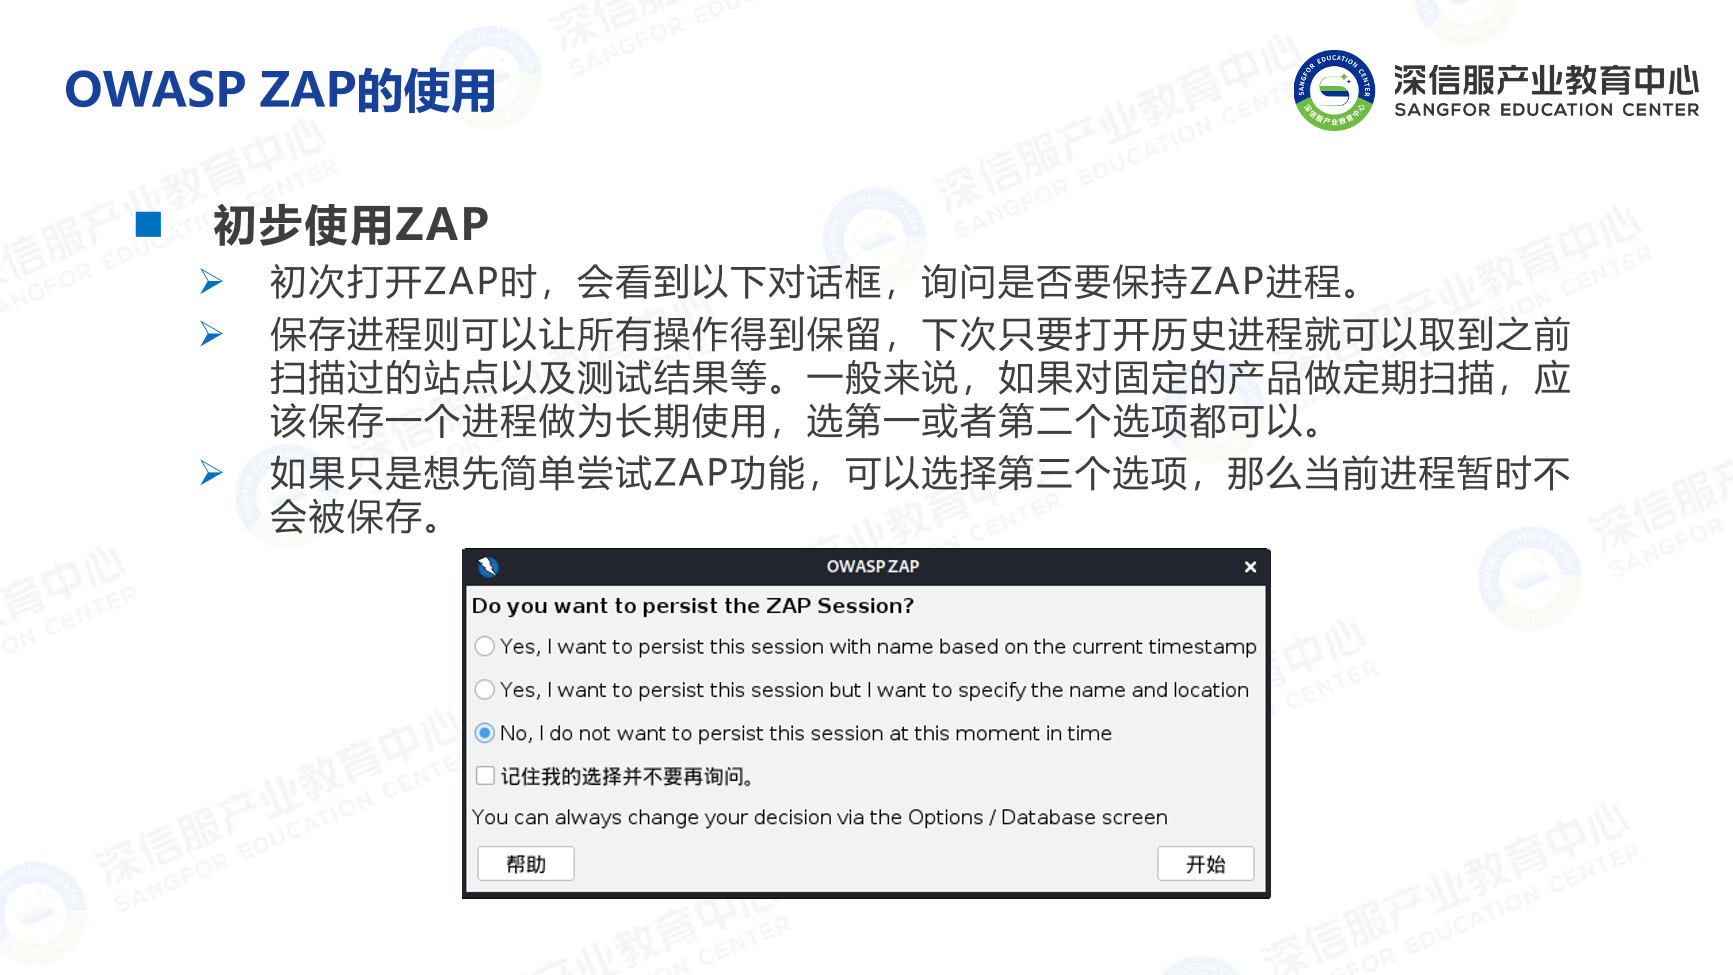 OWASP ZAP的使用
深信服产业教育中心
SANGFOR EDUCATION CENTER
初步使用ZAP
初次打开ZAP时，会看到以下对话框，询问是否要保持ZAP进程。
保存进程则可以让所有操作得到保留，下次只要打开历史进程就可以取到之前
扫描过的站点以及测试结果等。一般来说，如果对固定的产品做定期扫描，应
该保存一个进程做为长期使用，选第一或者第二个选项都可以。
如果只是想先简单尝试ZAP功能，可以选择第三个选项，那么当前进程暂时不
会被保存。
OWASP ZAP
Do you want to persist the ZAP Session?
Yes, I want to persist this session with name based on the current timestamp
Yes, I want to persist this session but I want to specify the name and location
No, I do not want to persist this session at this moment in time
记住我的选择并不要再询问。
You can always change your decision via the Options / Database screen
帮助
开始